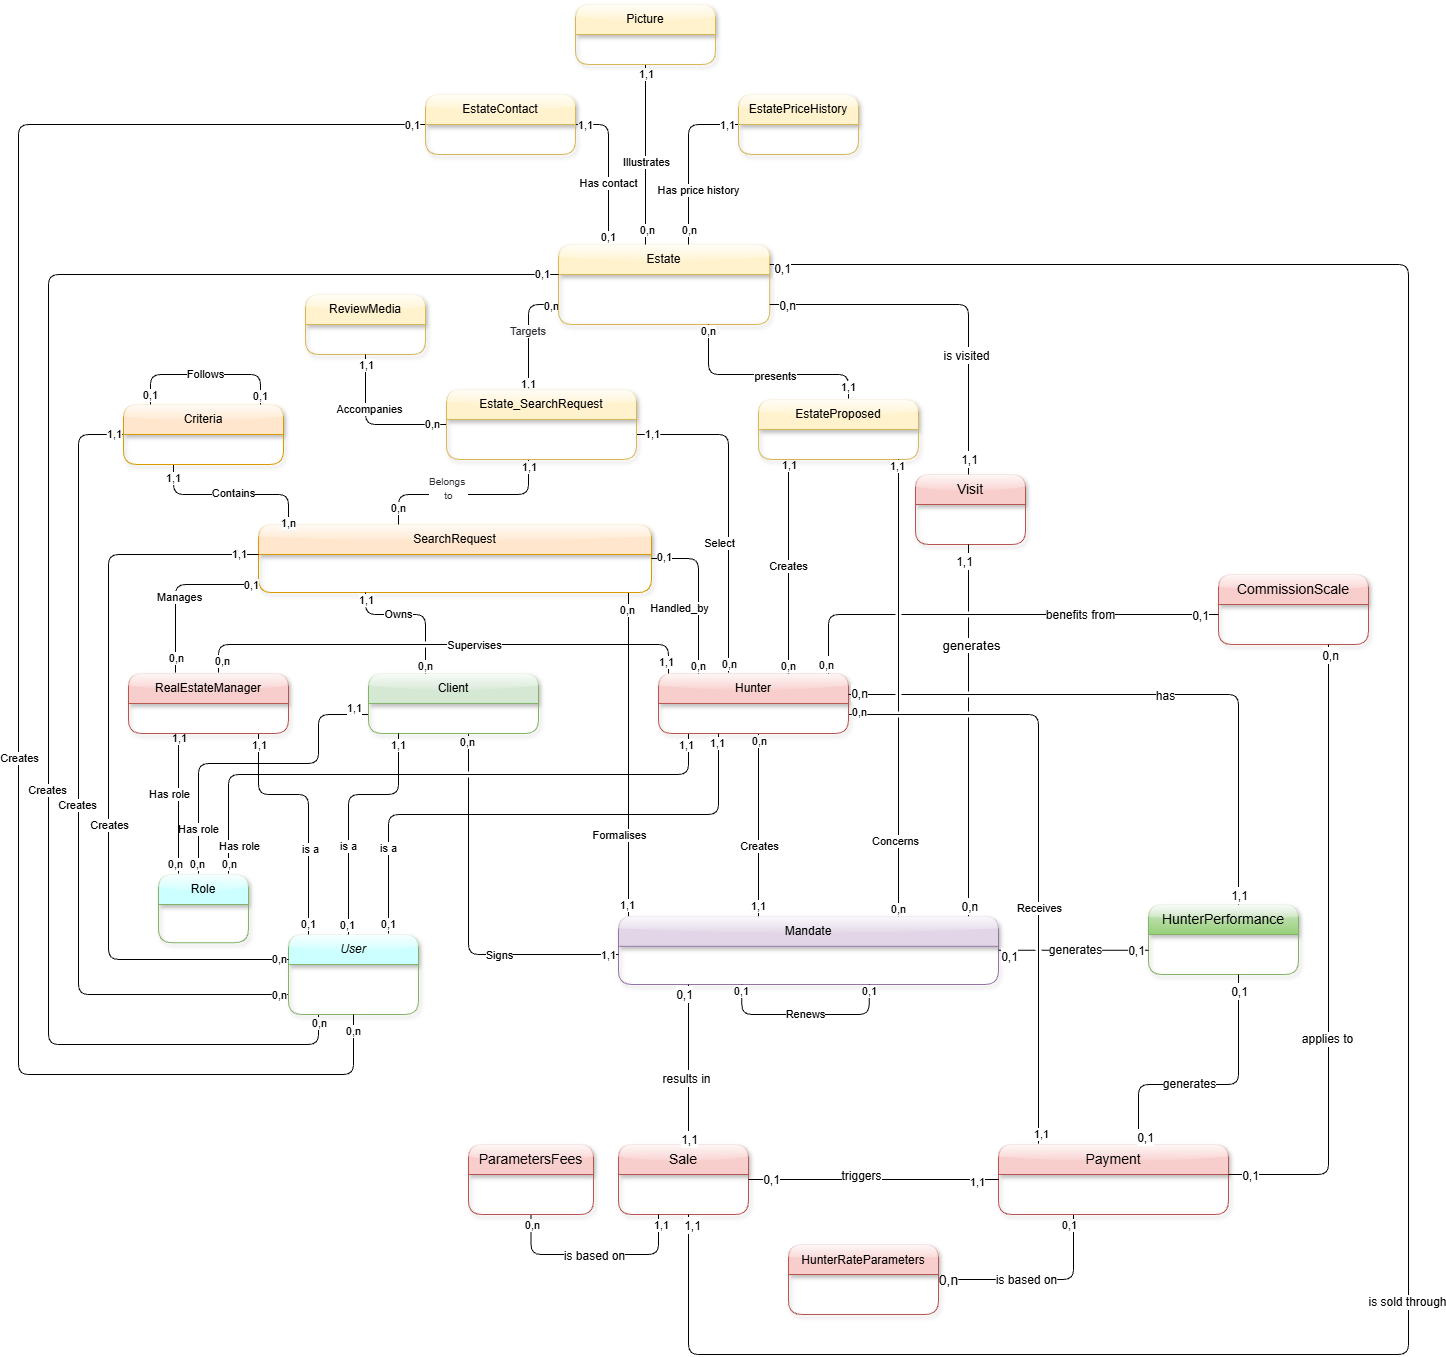 Picture
1,1
EstateContact
EstatePriceHistory
0,1
1,1
1,1
Illustrates
Has contact
Has price history
0,1
0,n
0,n
Estate
0,1
0,1
0,n
0,n
ReviewMedia
Targets
0,n
is visited
1,1
Follows
presents
0,1
0,1
1,1
1,1
Accompanies
Estate_SearchRequest
EstateProposed
Criteria
0,n
1,1
1,1
1,1
1,1
1,1
1,1
1,1
Belongs
to
Contains
Visit
0,n
1,n
SearchRequest
Select
1,1
0,1
1,1
Creates
0,1
Manages
CommissionScale
1,1
Owns
0,n
Handled_by
benefits from
0,1
Supervises
generates
0,n
0,n
0,n
0,n
1,1
0,n
0,n
0,n
0,n
RealEstateManager
Client
Hunter
0,n
has
1,1
0,n
1,1
1,1
1,1
0,n
1,1
1,1
0,n
Creates
Creates
Has role
Creates
Creates
Has role
Formalises
Concerns
Has role
is a
is a
is a
Creates
0,n
0,n
0,n
Role
1,1
1,1
1,1
0,n
0,n
Receives
HunterPerformance
0,1
0,1
0,1
User
Mandate
0,n
Signs
1,1
0,1
generates
0,1
0,n
0,1
0,1
0,1
0,1
0,n
0,n
Renews
applies to
results in
generates
1,1
1,1
0,1
ParametersFees
Sale
Payment
0,1
triggers
1,1
0,1
0,n
1,1
1,1
0,1
is based on
HunterRateParameters
0,n
is based on
is sold through